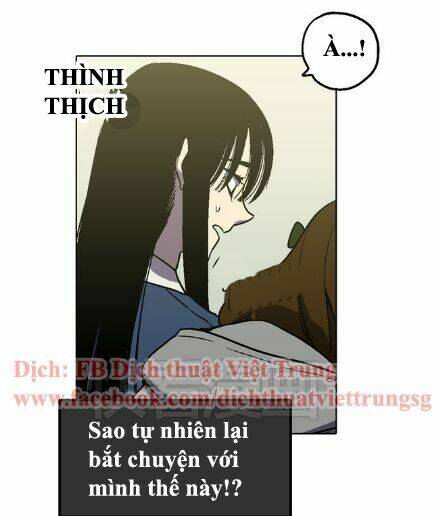 À...!
THÌNH
THỊCH
Dịch: FB Dịch thuật Việt Trung
www.facebook.com/dichthuatviettrungsg
Sao tự nhiên lại
bắt chuyện với
mình thế này!?